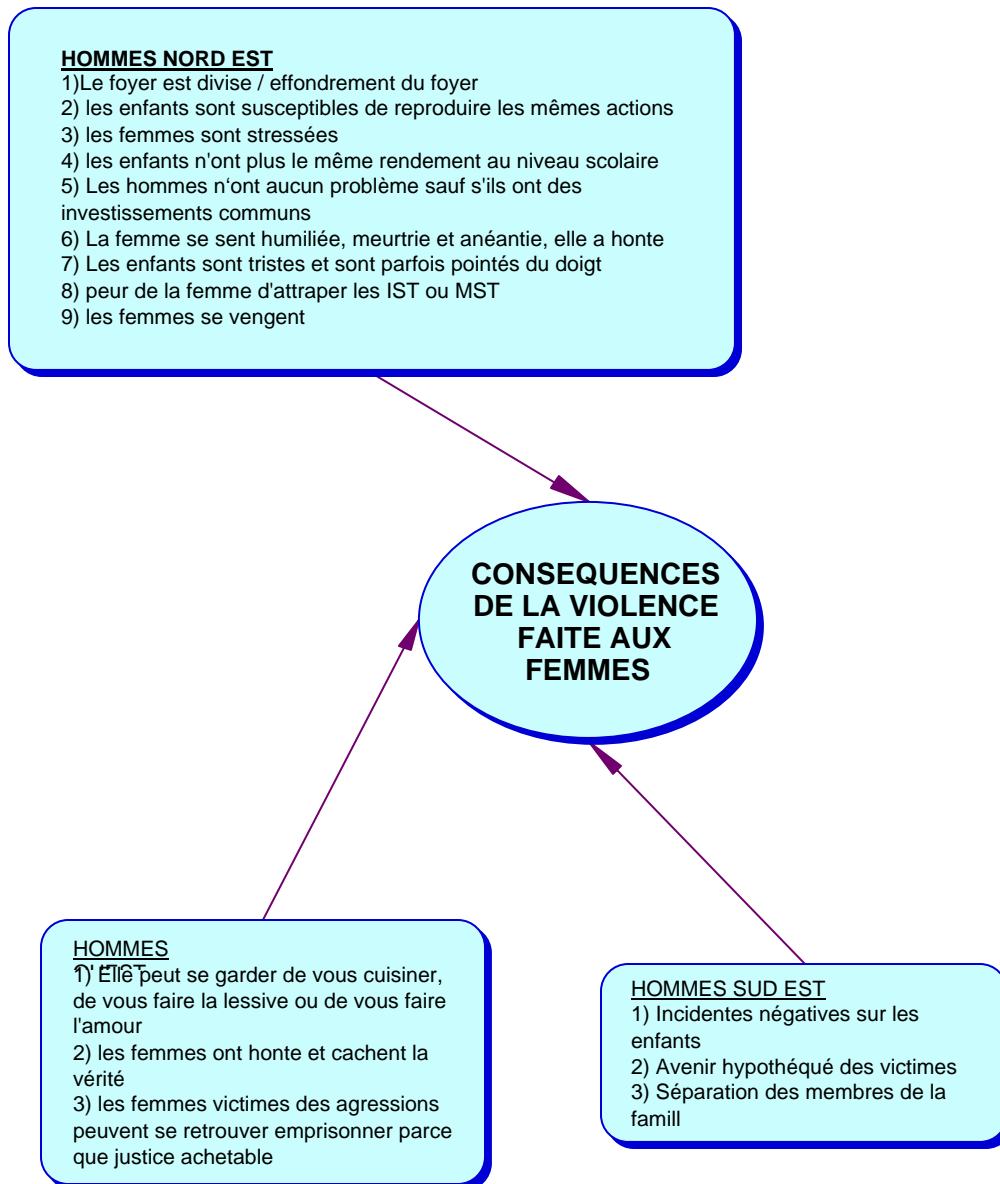 HOMMES NORD EST
1)Le foyer est divise / effondrement du foyer
2) les enfants sont susceptibles de reproduire les mêmes actions
3) les femmes sont stressées
4) les enfants n'ont plus le même rendement au niveau scolaire
5) Les hommes n'ont aucun problème sauf s'ils ont des
investissements communs
6) La femme se sent humiliée, meurtrie et anéantie, elle a honte
7) Les enfants sont tristes et sont parfois pointés du doigt
8) peur de la femme d'attraper les IST ou MST
9) les femmes se vengent
CONSEQUENCES
DE LA VIOLENCE
FAITE AUX
FEMMES
HOMMES
1) Elle peut se garder de vous cuisiner,
de vous faire la lessive ou de vous faire
l'amour
2) les femmes ont honte et cachent la
vérité
3) les femmes victimes des agressions
peuvent se retrouver emprisonner parce
que justice achetable
HOMMES SUD EST
1) Incidentes négatives sur les
enfants
2) Avenir hypothéqué des victimes
3) Séparation des membres de la
famill